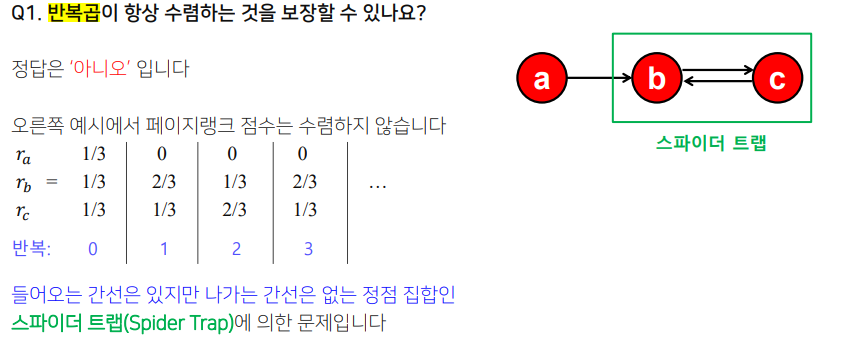 Q1. 반복곱이 항상 수렴하는 것을 보장할 수 있나요?
정답은 ‘아니오’ 입니다
오른쪽 예시에서 페이지랭크 점수는 수렴하지 않습니다
r_a 1/3 0 0 0
r_b = 1/3 2/3 1/3 2/3 …
r_c 1/3 1/3 2/3 1/3
반복: 0 1 2 3
들어오는 간선은 있지만 나가는 간선은 없는 정점 집합인
스파이더 트랩(Spider Trap)에 의한 문제입니다
a b c
스파이더 트랩